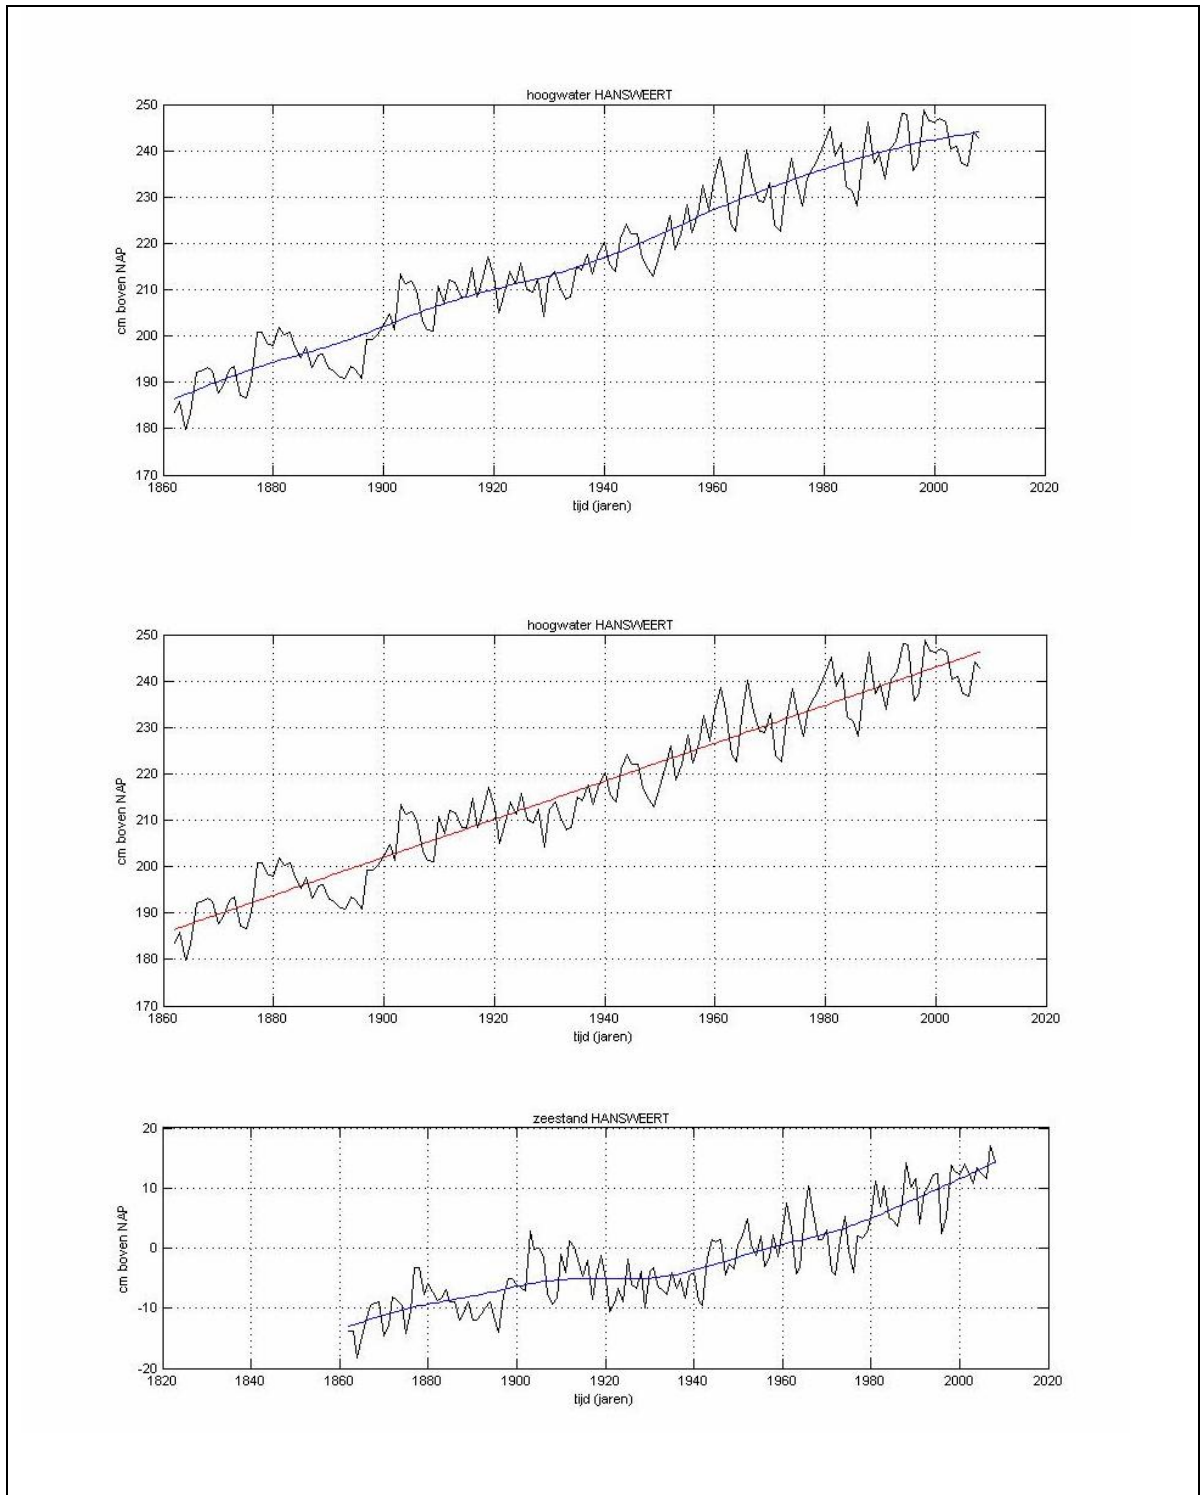 hoogwater HANSWEERT
250
240
230
220
210
200
190
180
170
cm boven NAP
1860 1880 1900 1920 1940 1960 1980 2000 2020
tijd (jaren)
hoogwater HANSWEERT
250
240
230
220
210
200
190
180
170
cm boven NAP
1860 1880 1900 1920 1940 1960 1980 2000 2020
tijd (jaren)
zeestand HANSWEERT
20
10
0
-10
-20
cm boven NAP
1820 1840 1860 1880 1900 1920 1940 1960 1980 2000 2020
tijd (jaren)